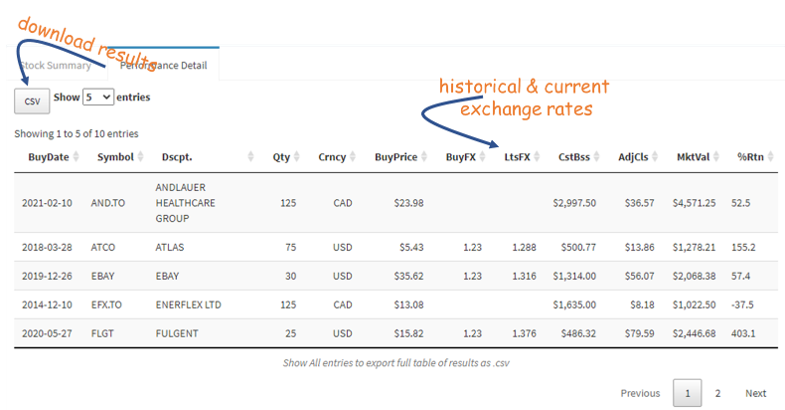 download results
Stock Summary Performance Detail
historical & current
exchange rates
CSV Show 5 entries
Showing 1 to 5 of 10 entries
BuyDate Symbol Dscpt. Qty Crncy BuyPrice BuyFX LtsFX CstBss AdjCls MktVal %Rtn
2021-02-10 AND.TO ANDLAUER HEALTHCARE GROUP 125 CAD $23.98 $2,997.50 $36.57 $4,571.25 52.5
2018-03-28 ATCO ATLAS 75 USD $5.43 1.23 1.288 $500.77 $13.86 $1,278.21 155.2
2019-12-26 EBAY EBAY 30 USD $35.62 1.23 1.316 $1,314.00 $56.07 $2,068.38 57.4
2014-12-10 EFX.TO ENERFLEX LTD 125 CAD $13.08 $1,635.00 $8.18 $1,022.50 -37.5
2020-05-27 FLGT FULGENT 25 USD $15.82 1.23 1.376 $486.32 $79.59 $2,446.68 403.1
Show All entries to export full table of results as .csv
Previous 1 2 Next